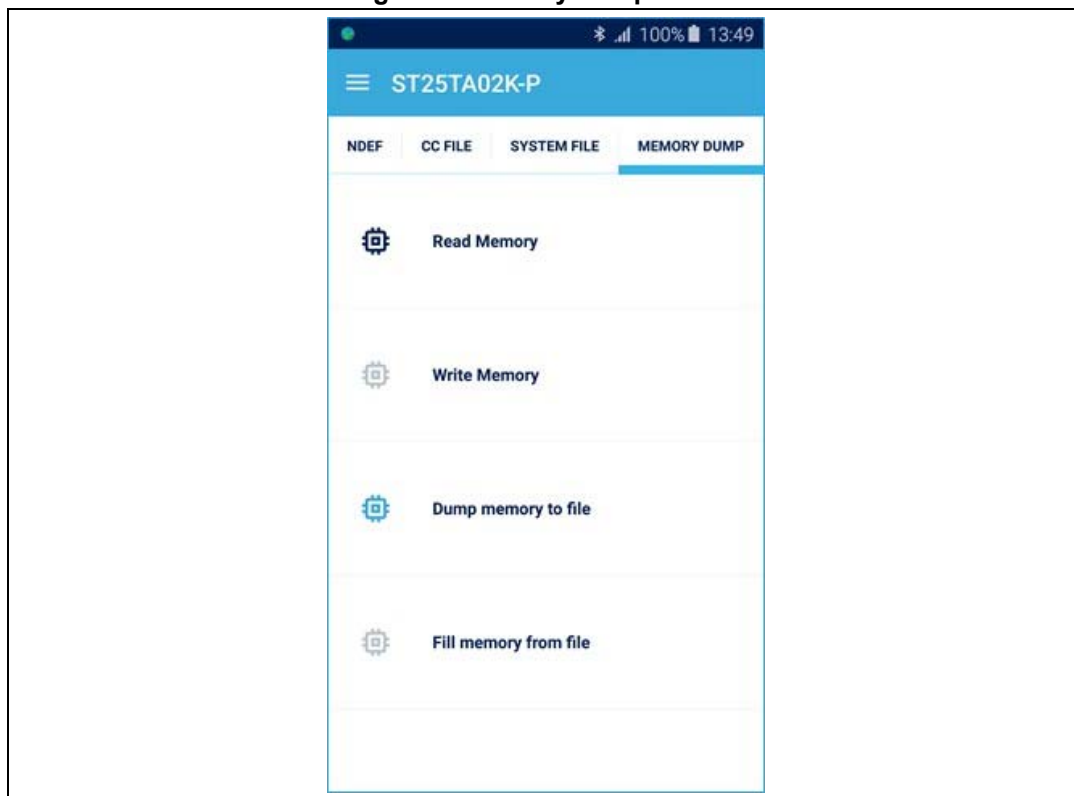 100% 13:49
ST25TA02K-P
NDEF CC FILE SYSTEM FILE MEMORY DUMP
Read Memory
Write Memory
Dump memory to file
Fill memory from file